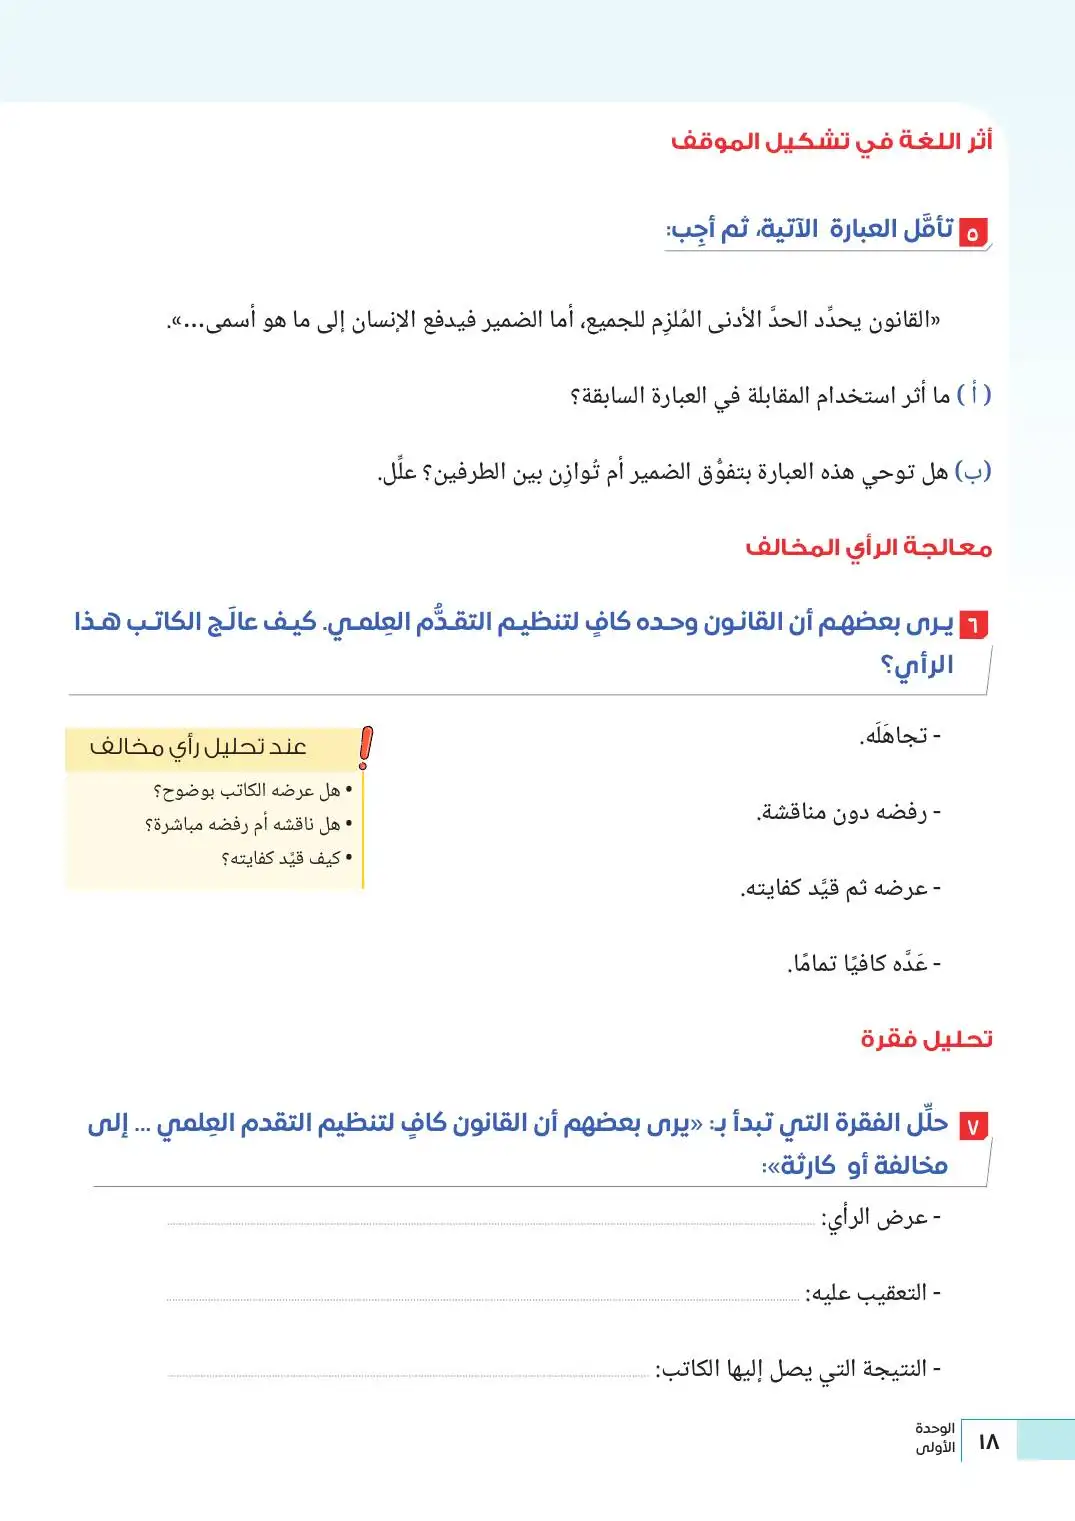 أثر اللغة في تشكيل الموقف
٥ تأمَّل العبارة الآتية، ثم أجِب:
«القانون يحدِّد الحدَّ الأدنى المُلزِم للجميع، أما الضمير فيدفع الإنسان إلى ما هو أسمى...».
(أ) ما أثر استخدام المقابلة في العبارة السابقة؟
(ب) هل توحي هذه العبارة بتفوُّق الضمير أم تُوازِن بين الطرفين؟ علِّل.
معالجة الرأي المخالف
٦ يرى بعضهم أن القانون وحده كافٍ لتنظيم التقدُّم العِلمي. كيف عالَج الكاتب هذا
الرأي؟
- تجاهَلَه.
- رفضه دون مناقشة.
- عرضه ثم قيَّد كفايته.
- عَدَّه كافيًا تمامًا.
عند تحليل رأي مخالف
• هل عرضه الكاتب بوضوح؟
• هل ناقشه أم رفضه مباشرة؟
• كيف قيَّد كفايته؟
تحليل فقرة
٧ حلِّل الفقرة التي تبدأ بـ: «يرى بعضهم أن القانون كافٍ لتنظيم التقدم العِلمي ... إلى
مخالفة أو كارثة»:
- عرض الرأي:
- التعقيب عليه:
- النتيجة التي يصل إليها الكاتب:
١٨
الوحدة
الأولى